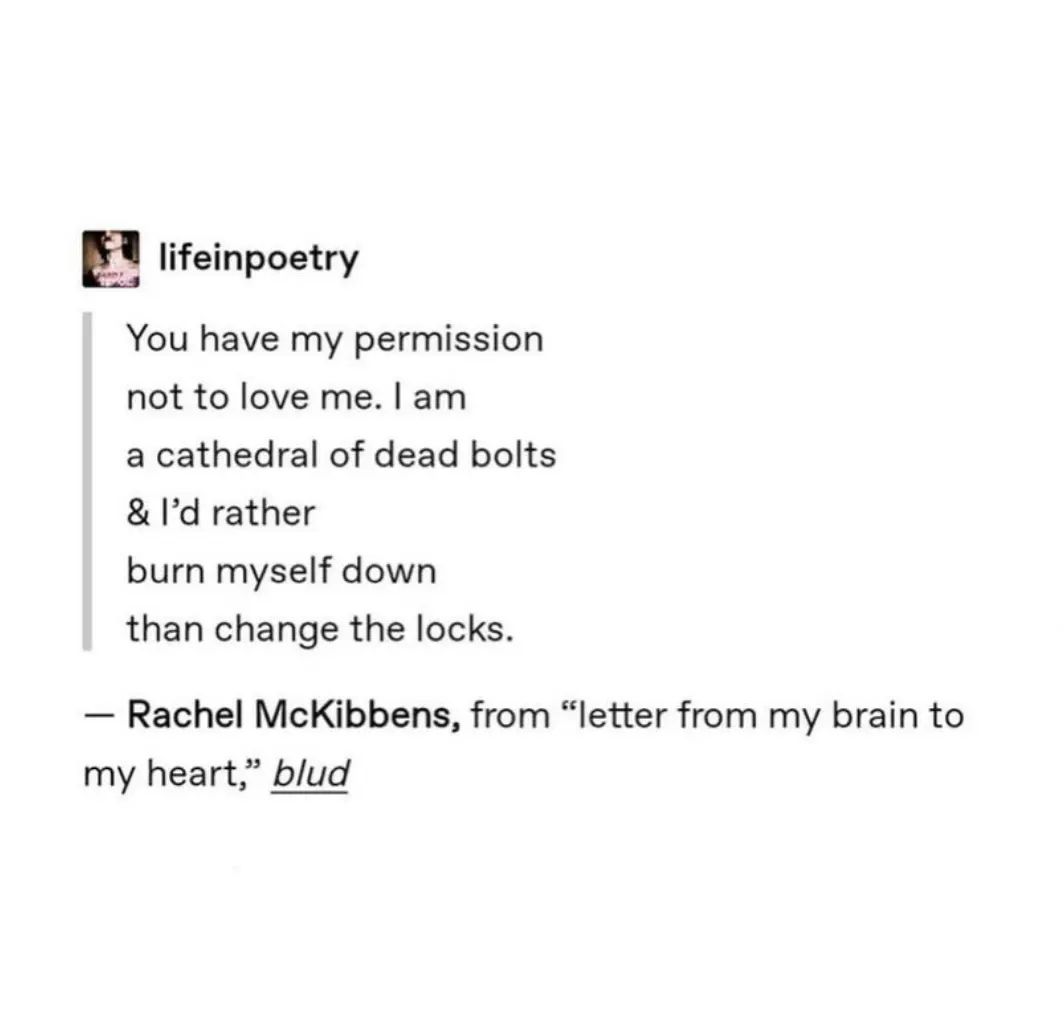 lifeinpoetry
You have my permission
not to love me. I am
a cathedral of dead bolts
& I’d rather
burn myself down
than change the locks.
— Rachel McKibbens, from “letter from my brain to
my heart,” blud